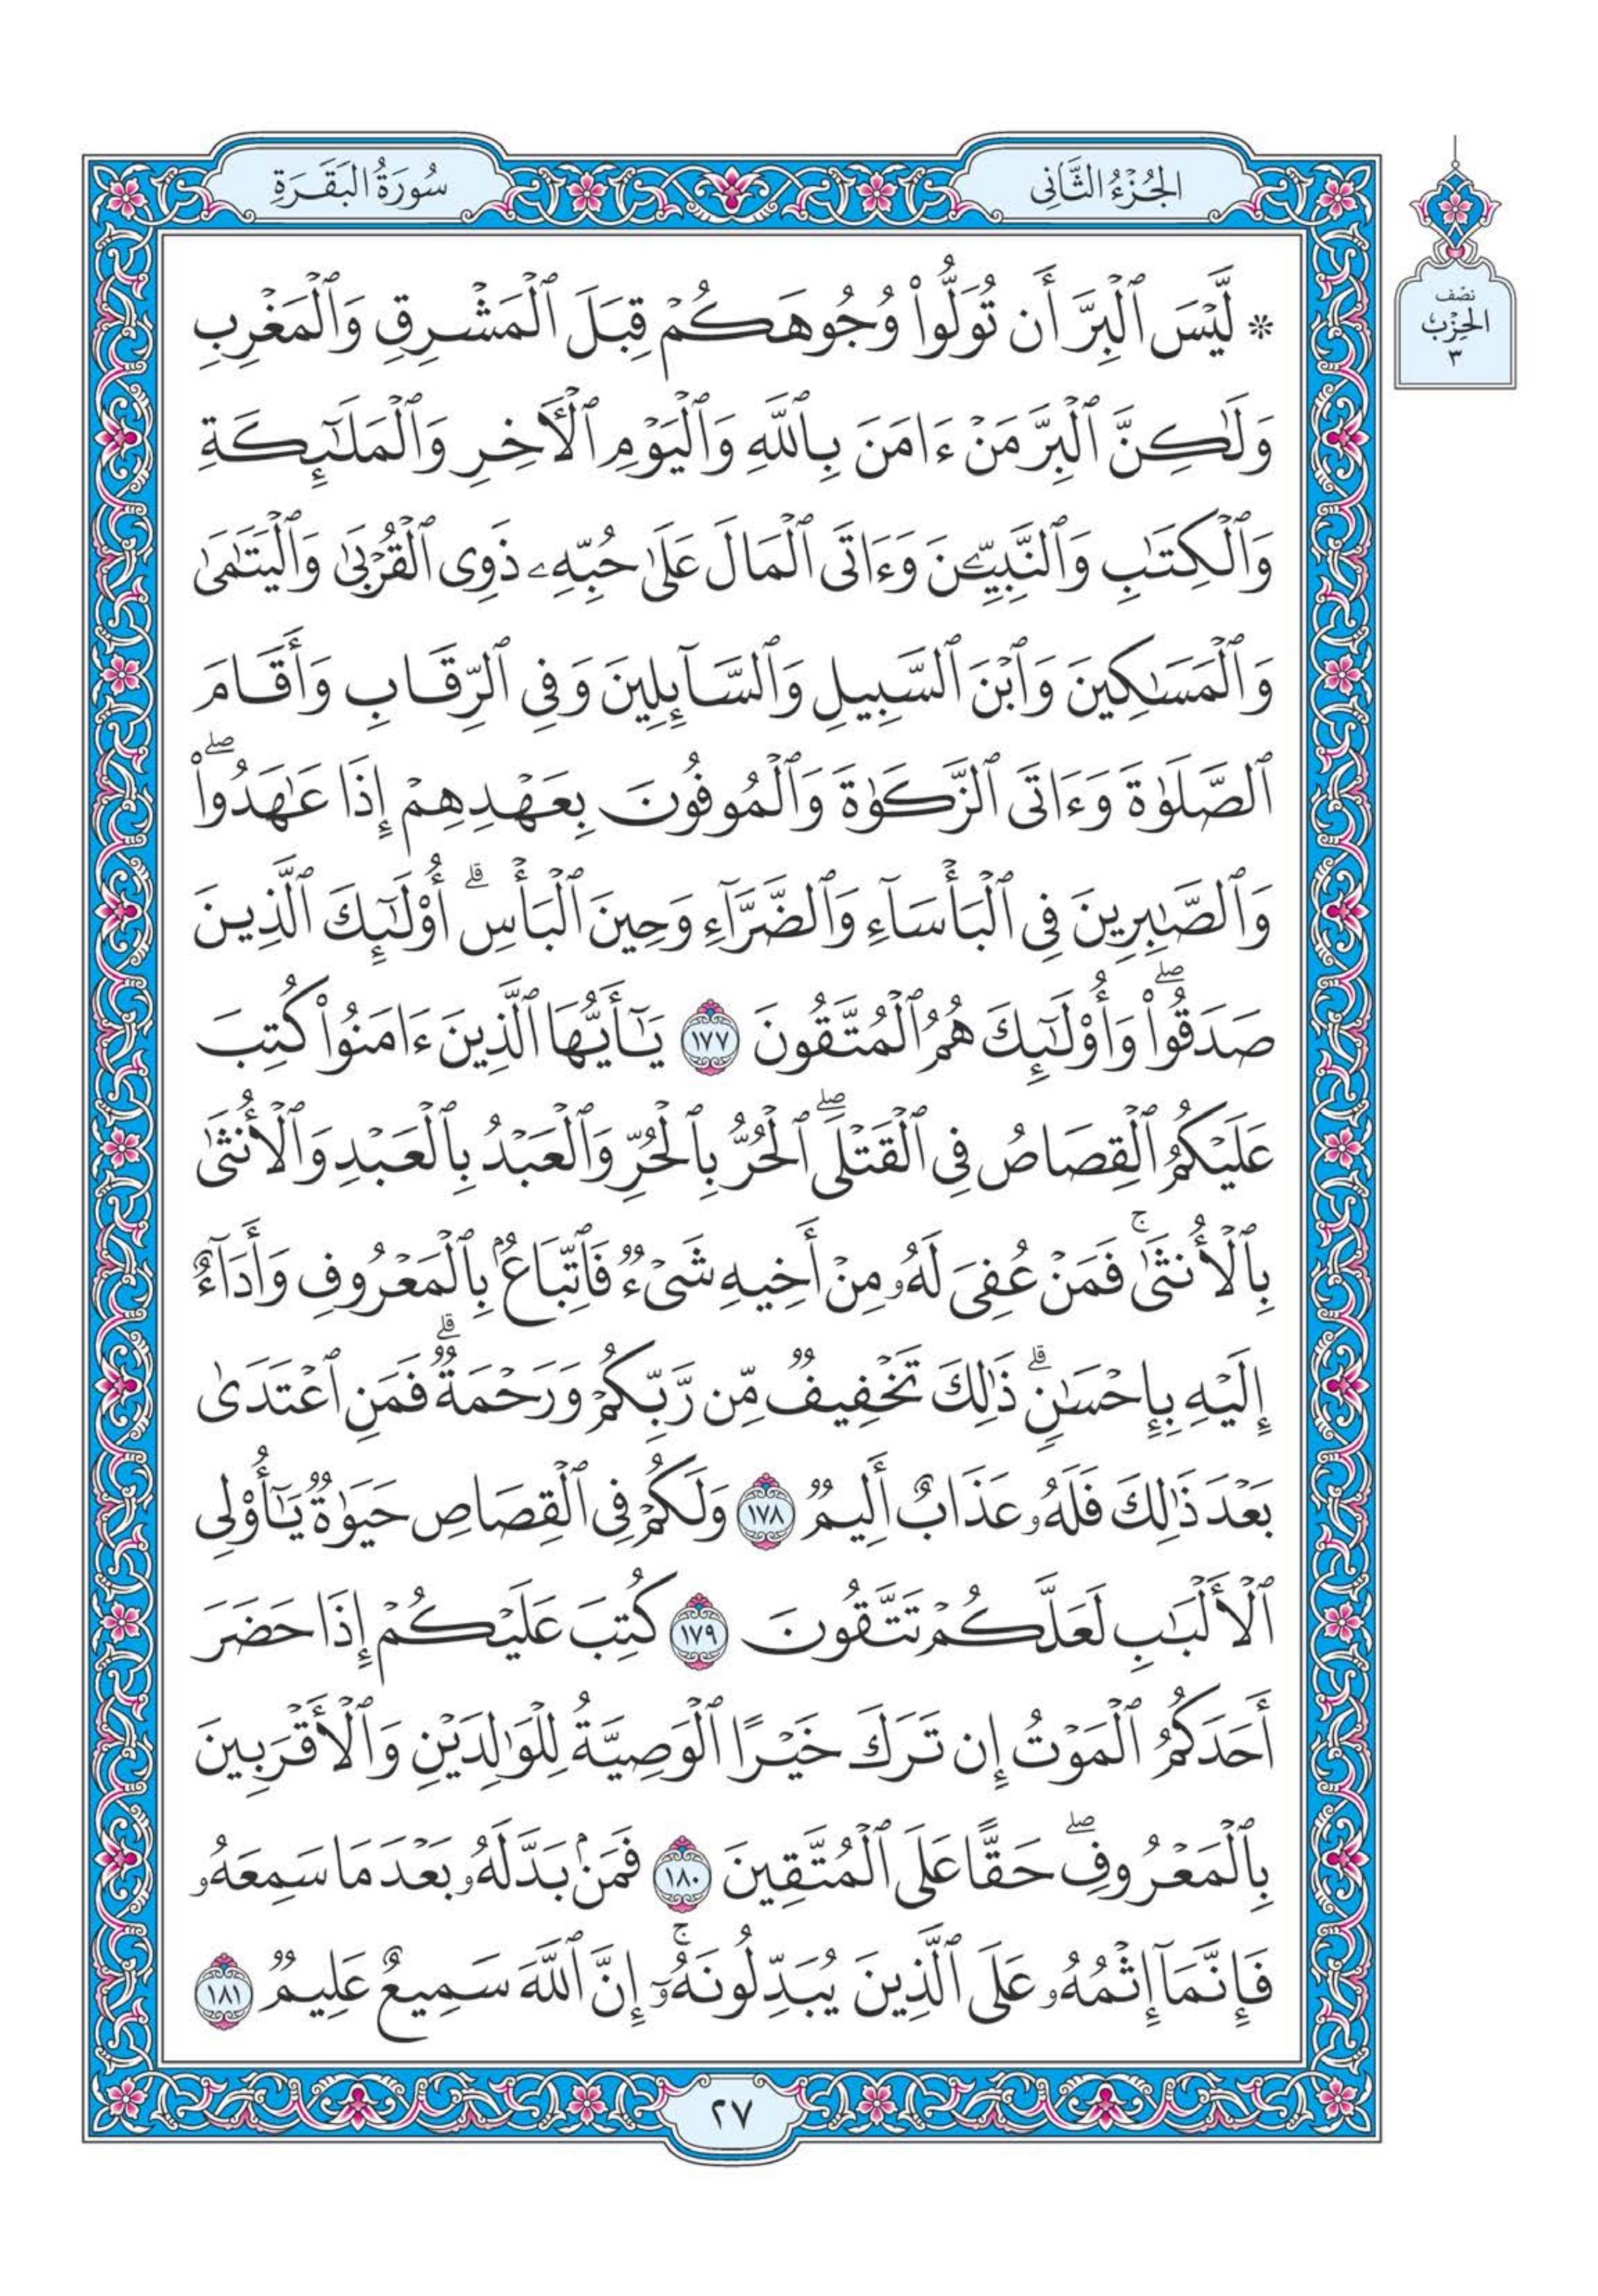 الجُزْءُ الثَّانِي
سُورَةُ البَقَرَةِ
نصف
الحِزْب
٣
* لَّيْسَ ٱلْبِرَّ أَن تُوَلُّوا۟ وُجُوهَكُمْ قِبَلَ ٱلْمَشْرِقِ وَٱلْمَغْرِبِ
وَلَٰكِنَّ ٱلْبِرَّ مَنْ ءَامَنَ بِٱللَّهِ وَٱلْيَوْمِ ٱلْـَٔاخِرِ وَٱلْمَلَٰٓئِكَةِ
وَٱلْكِتَٰبِ وَٱلنَّبِيِّـۧنَ وَءَاتَى ٱلْمَالَ عَلَىٰ حُبِّهِۦ ذَوِى ٱلْقُرْبَىٰ وَٱلْيَتَٰمَىٰ
وَٱلْمَسَٰكِينَ وَٱبْنَ ٱلسَّبِيلِ وَٱلسَّآئِلِينَ وَفِى ٱلرِّقَابِ وَأَقَامَ
ٱلصَّلَوٰةَ وَءَاتَى ٱلزَّكَوٰةَ وَٱلْمُوفُونَ بِعَهْدِهِمْ إِذَا عَٰهَدُوا۟ۖ
وَٱلصَّٰبِرِينَ فِى ٱلْبَأْسَآءِ وَٱلضَّرَّآءِ وَحِينَ ٱلْبَأْسِۗ أُو۟لَٰٓئِكَ ٱلَّذِينَ
صَدَقُوا۟ۖ وَأُو۟لَٰٓئِكَ هُمُ ٱلْمُتَّقُونَ ١٧٧ يَٰٓأَيُّهَا ٱلَّذِينَ ءَامَنُوا۟ كُتِبَ
عَلَيْكُمُ ٱلْقِصَاصُ فِى ٱلْقَتْلَىۖ ٱلْحُرُّ بِٱلْحُرِّ وَٱلْعَبْدُ بِٱلْعَبْدِ وَٱلْأُنثَىٰ
بِٱلْأُنثَىٰۚ فَمَنْ عُفِىَ لَهُۥ مِنْ أَخِيهِ شَىْءٌ فَٱتِّبَاعٌۢ بِٱلْمَعْرُوفِ وَأَدَآءٌ
إِلَيْهِ بِإِحْسَٰنٍۗ ذَٰلِكَ تَخْفِيفٌ مِّن رَّبِّكُمْ وَرَحْمَةٌۗ فَمَنِ ٱعْتَدَىٰ
بَعْدَ ذَٰلِكَ فَلَهُۥ عَذَابٌ أَلِيمٌ ١٧٨ وَلَكُمْ فِى ٱلْقِصَاصِ حَيَوٰةٌ يَٰٓأُو۟لِى
ٱلْأَلْبَٰبِ لَعَلَّكُمْ تَتَّقُونَ ١٧٩ كُتِبَ عَلَيْكُمْ إِذَا حَضَرَ
أَحَدَكُمُ ٱلْمَوْتُ إِن تَرَكَ خَيْرًا ٱلْوَصِيَّةُ لِلْوَٰلِدَيْنِ وَٱلْأَقْرَبِينَ
بِٱلْمَعْرُوفِۖ حَقًّا عَلَى ٱلْمُتَّقِينَ ١٨٠ فَمَنۢ بَدَّلَهُۥ بَعْدَ مَا سَمِعَهُۥ
فَإِنَّمَآ إِثْمُهُۥ عَلَى ٱلَّذِينَ يُبَدِّلُونَهُۥٓۚ إِنَّ ٱللَّهَ سَمِيعٌ عَلِيمٌ ١٨١
٢٧